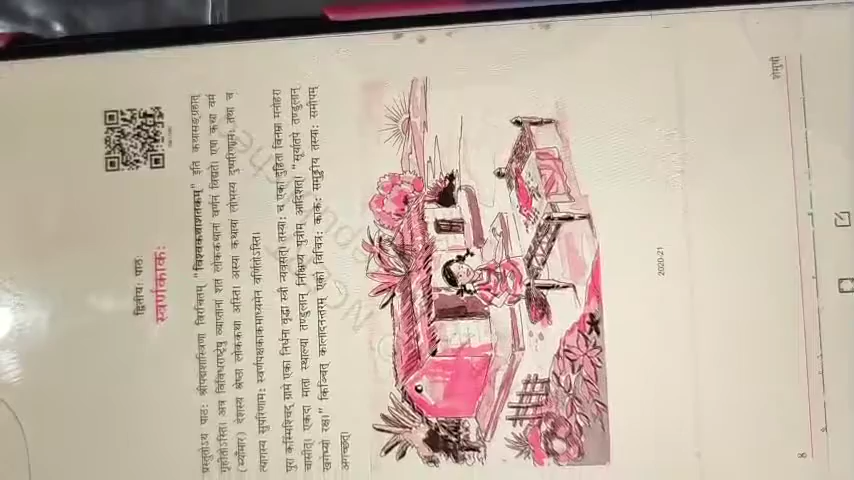 द्वितीयः पाठः
स्वर्णकाकः
प्रस्तुतोऽयं पाठः श्रीपद्मशास्त्रिणा विरचितम् "विश्वकथाशतकम्" इति कथासङ्ग्रहात्
गृहीतोऽस्ति। अत्र विविधराष्ट्रेषु व्याप्तानां शत लोककथानां वर्णनं विद्यते। एषा कथा वर्म
(म्याँमार) देशस्य श्रेष्ठा लोककथा अस्ति। अस्यां कथायां लोभस्य दुष्परिणामः तथा च
त्यागस्य सुपरिणामः स्वर्णपक्षकाकमाध्यमेन वर्णितोऽस्ति।
पुरा कस्मिंश्चिद् ग्रामे एका निर्धना वृद्धा स्त्री न्यवसत्। तस्याः च एका दुहिता विनम्रा मनोहरा
चासीत्। एकदा माता स्थाल्यां तण्डुलान् निक्षिप्य पुत्रीम् आदिशत्। "सूर्यातपे तण्डुलान्
खगेभ्यो रक्ष।" किञ्चित् कालादनन्तरम् एको विचित्रः काकः समुड्डीय तस्याः समीपम्
अगच्छत्।
2020-21
8
शेमुषी